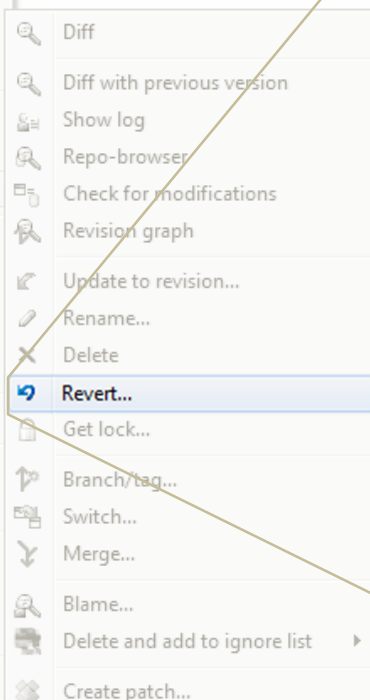 Diff
Diff with previous version
Show log
Repo-browser
Check for modifications
Revision graph
Update to revision...
Rename...
Delete
Revert...
Get lock...
Branch/tag...
Switch...
Merge...
Blame...
Delete and add to ignore list
Create patch...